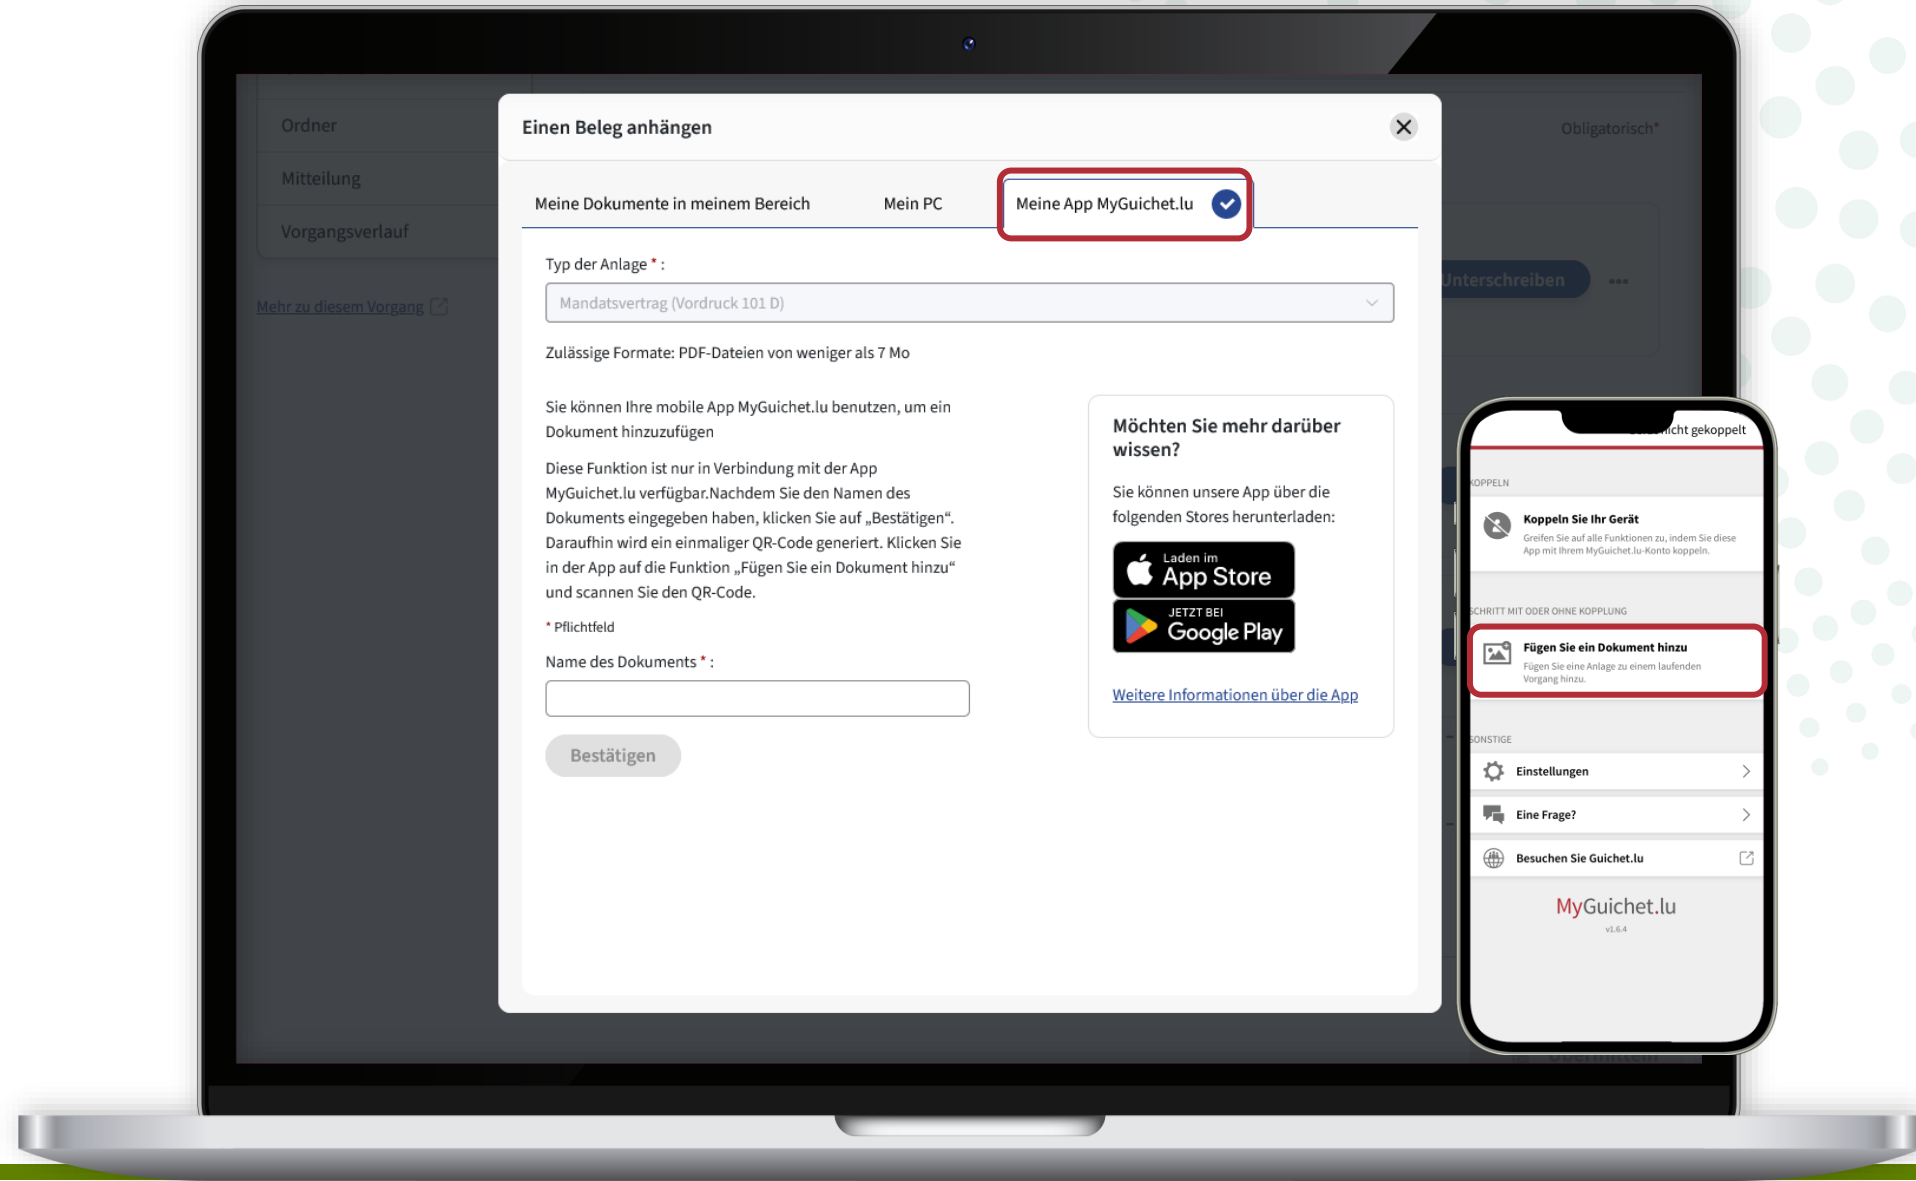 Ordner
Mitteilung
Vorgangsverlauf
Mehr zu diesem Vorgang
Obligatorisch*
Unterschreiben
Einen Beleg anhängen
Meine Dokumente in meinem Bereich
Mein PC
Meine App MyGuichet.lu
Typ der Anlage * :
Mandatsvertrag (Vordruck 101 D)
Zulässige Formate: PDF-Dateien von weniger als 7 Mo
Sie können Ihre mobile App MyGuichet.lu benutzen, um ein
Dokument hinzuzufügen
Diese Funktion ist nur in Verbindung mit der App
MyGuichet.lu verfügbar.Nachdem Sie den Namen des
Dokuments eingegeben haben, klicken Sie auf „Bestätigen“.
Daraufhin wird ein einmaliger QR-Code generiert. Klicken Sie
in der App auf die Funktion „Fügen Sie ein Dokument hinzu“
und scannen Sie den QR-Code.
* Pflichtfeld
Name des Dokuments * :
Bestätigen
Möchten Sie mehr darüber
wissen?
Sie können unsere App über die
folgenden Stores herunterladen:
Laden im
App Store
JETZT BEI
Google Play
Weitere Informationen über die App
gekoppelt
KOPPELN
Koppeln Sie Ihr Gerät
Greifen Sie auf alle Funktionen zu, indem Sie diese
App mit Ihrem MyGuichet.lu-Konto koppeln.
SCHRITT MIT ODER OHNE KOPPLUNG
Fügen Sie ein Dokument hinzu
Fügen Sie eine Anlage zu einem laufenden
Vorgang hinzu.
SONSTIGE
Einstellungen
Eine Frage?
Besuchen Sie Guichet.lu
MyGuichet.lu
v1.6.4